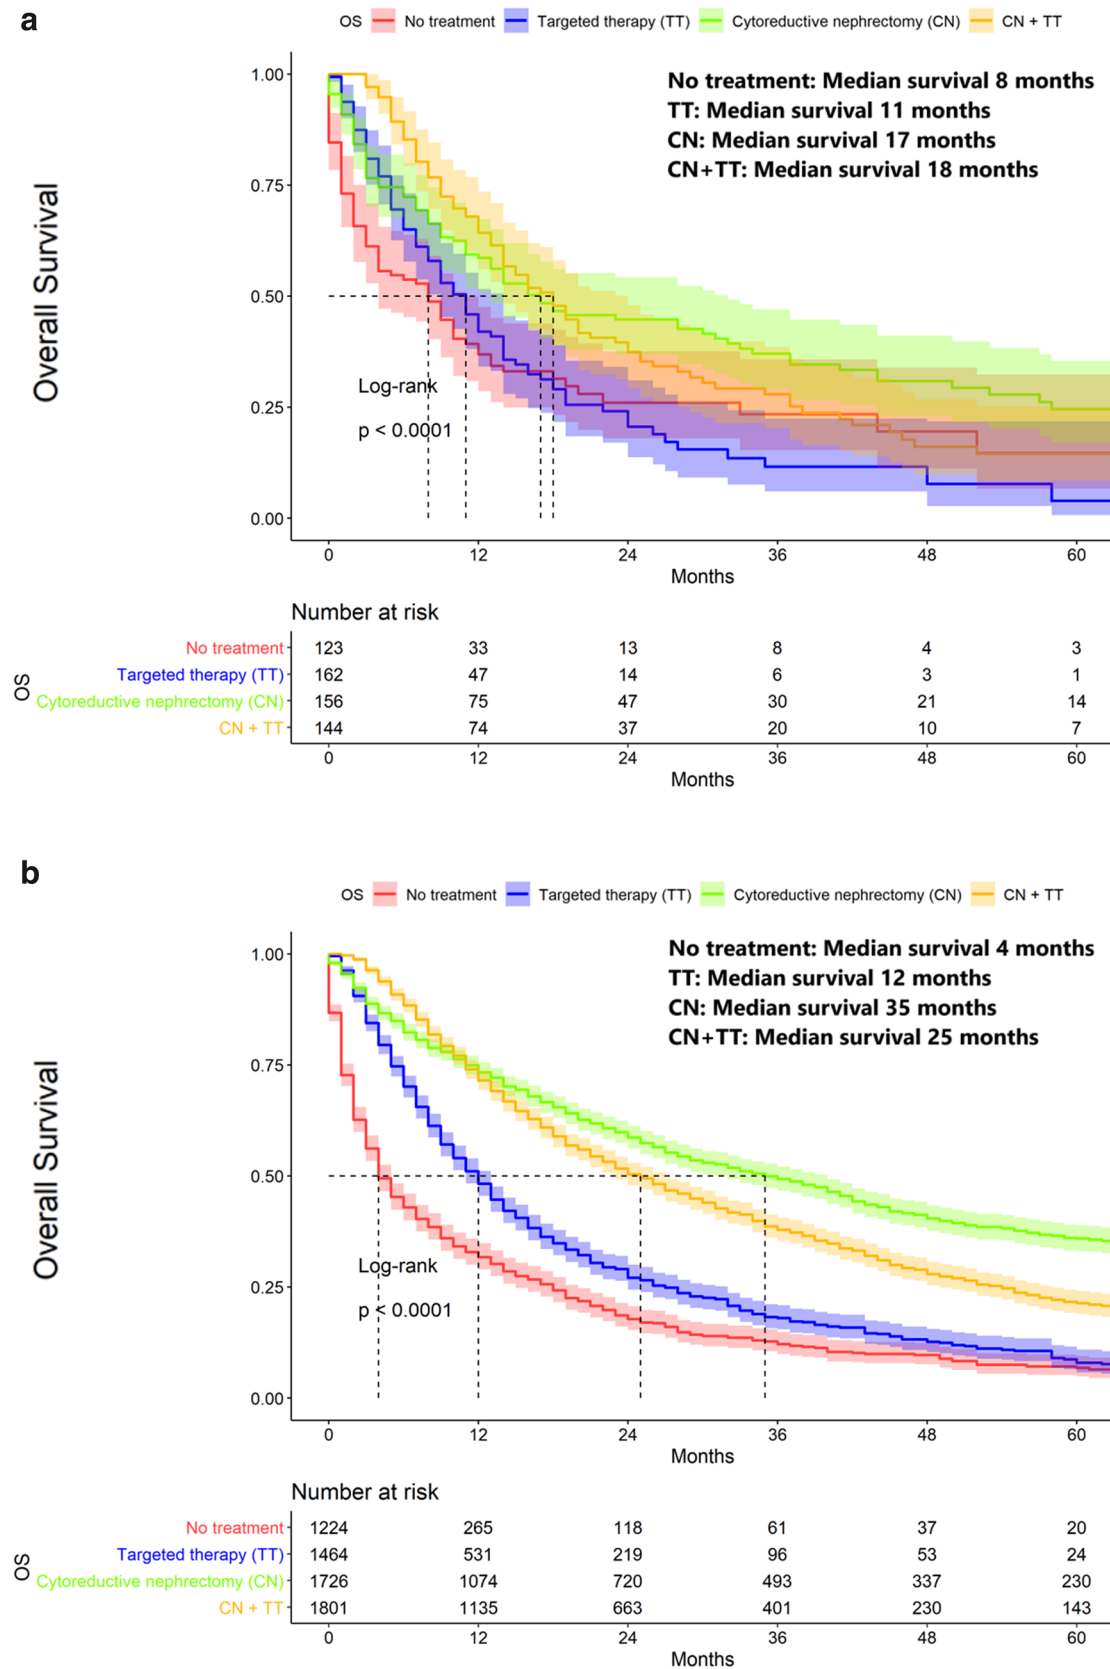 a
OS No treatment Targeted therapy (TT) Cytoreductive nephrectomy (CN) CN + TT
No treatment: Median survival 8 months
TT: Median survival 11 months
CN: Median survival 17 months
CN+TT: Median survival 18 months
Overall Survival
1.00
0.75
0.50
0.25
0.00
Log-rank
p < 0.0001
0 12 24 36 48 60
Months
Number at risk
OS
No treatment 123 33 13 8 4 3
Targeted therapy (TT) 162 47 14 6 3 1
Cytoreductive nephrectomy (CN) 156 75 47 30 21 14
CN + TT 144 74 37 20 10 7
0 12 24 36 48 60
Months
b
OS No treatment Targeted therapy (TT) Cytoreductive nephrectomy (CN) CN + TT
No treatment: Median survival 4 months
TT: Median survival 12 months
CN: Median survival 35 months
CN+TT: Median survival 25 months
Overall Survival
1.00
0.75
0.50
0.25
0.00
Log-rank
p < 0.0001
0 12 24 36 48 60
Months
Number at risk
OS
No treatment 1224 265 118 61 37 20
Targeted therapy (TT) 1464 531 219 96 53 24
Cytoreductive nephrectomy (CN) 1726 1074 720 493 337 230
CN + TT 1801 1135 663 401 230 143
0 12 24 36 48 60
Months